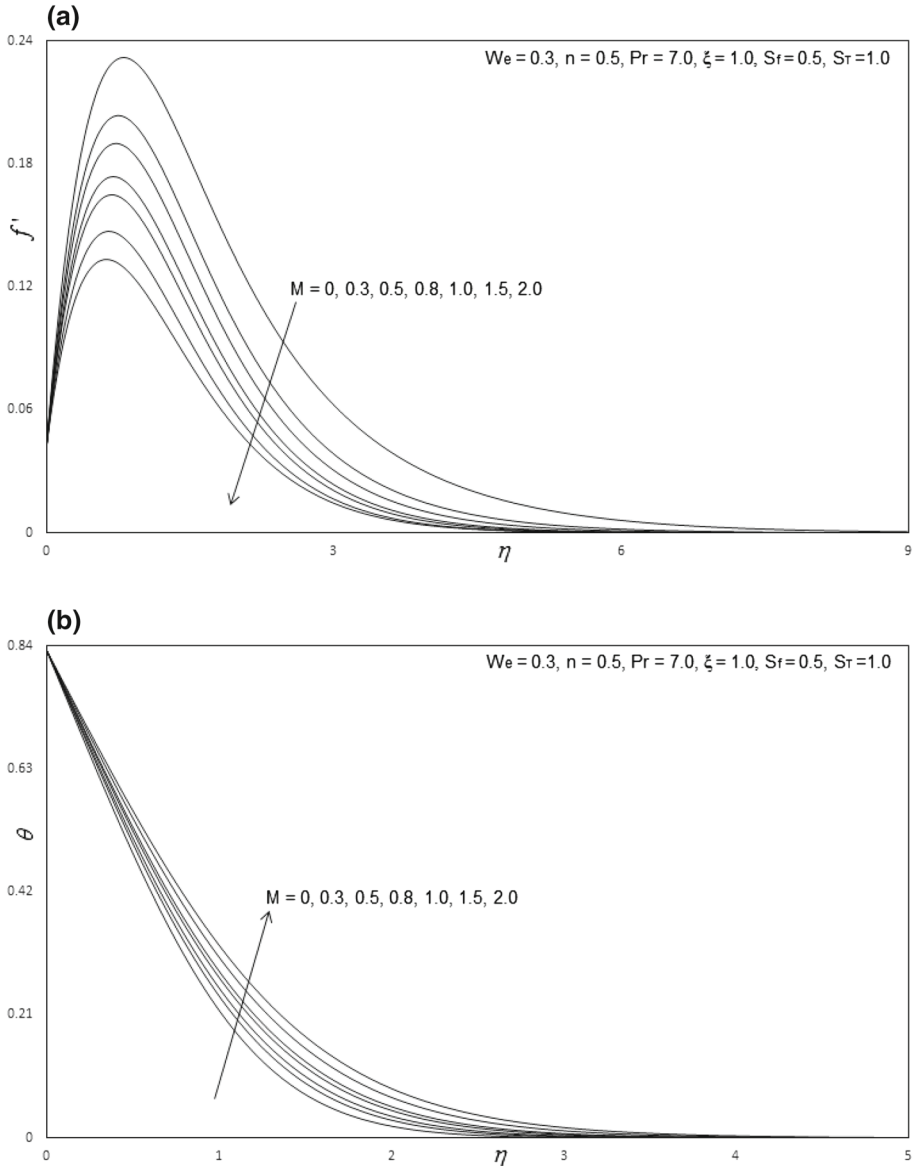 (a)
0.24
We = 0.3, n = 0.5, Pr = 7.0, ξ = 1.0, Sf = 0.5, ST =1.0
0.18
f'
0.12
M = 0, 0.3, 0.5, 0.8, 1.0, 1.5, 2.0
0.06
0
0 3 6 9
η
(b)
0.84
We = 0.3, n = 0.5, Pr = 7.0, ξ = 1.0, Sf = 0.5, ST =1.0
0.63
θ
0.42
M = 0, 0.3, 0.5, 0.8, 1.0, 1.5, 2.0
0.21
0
0 1 2 3 4 5
η